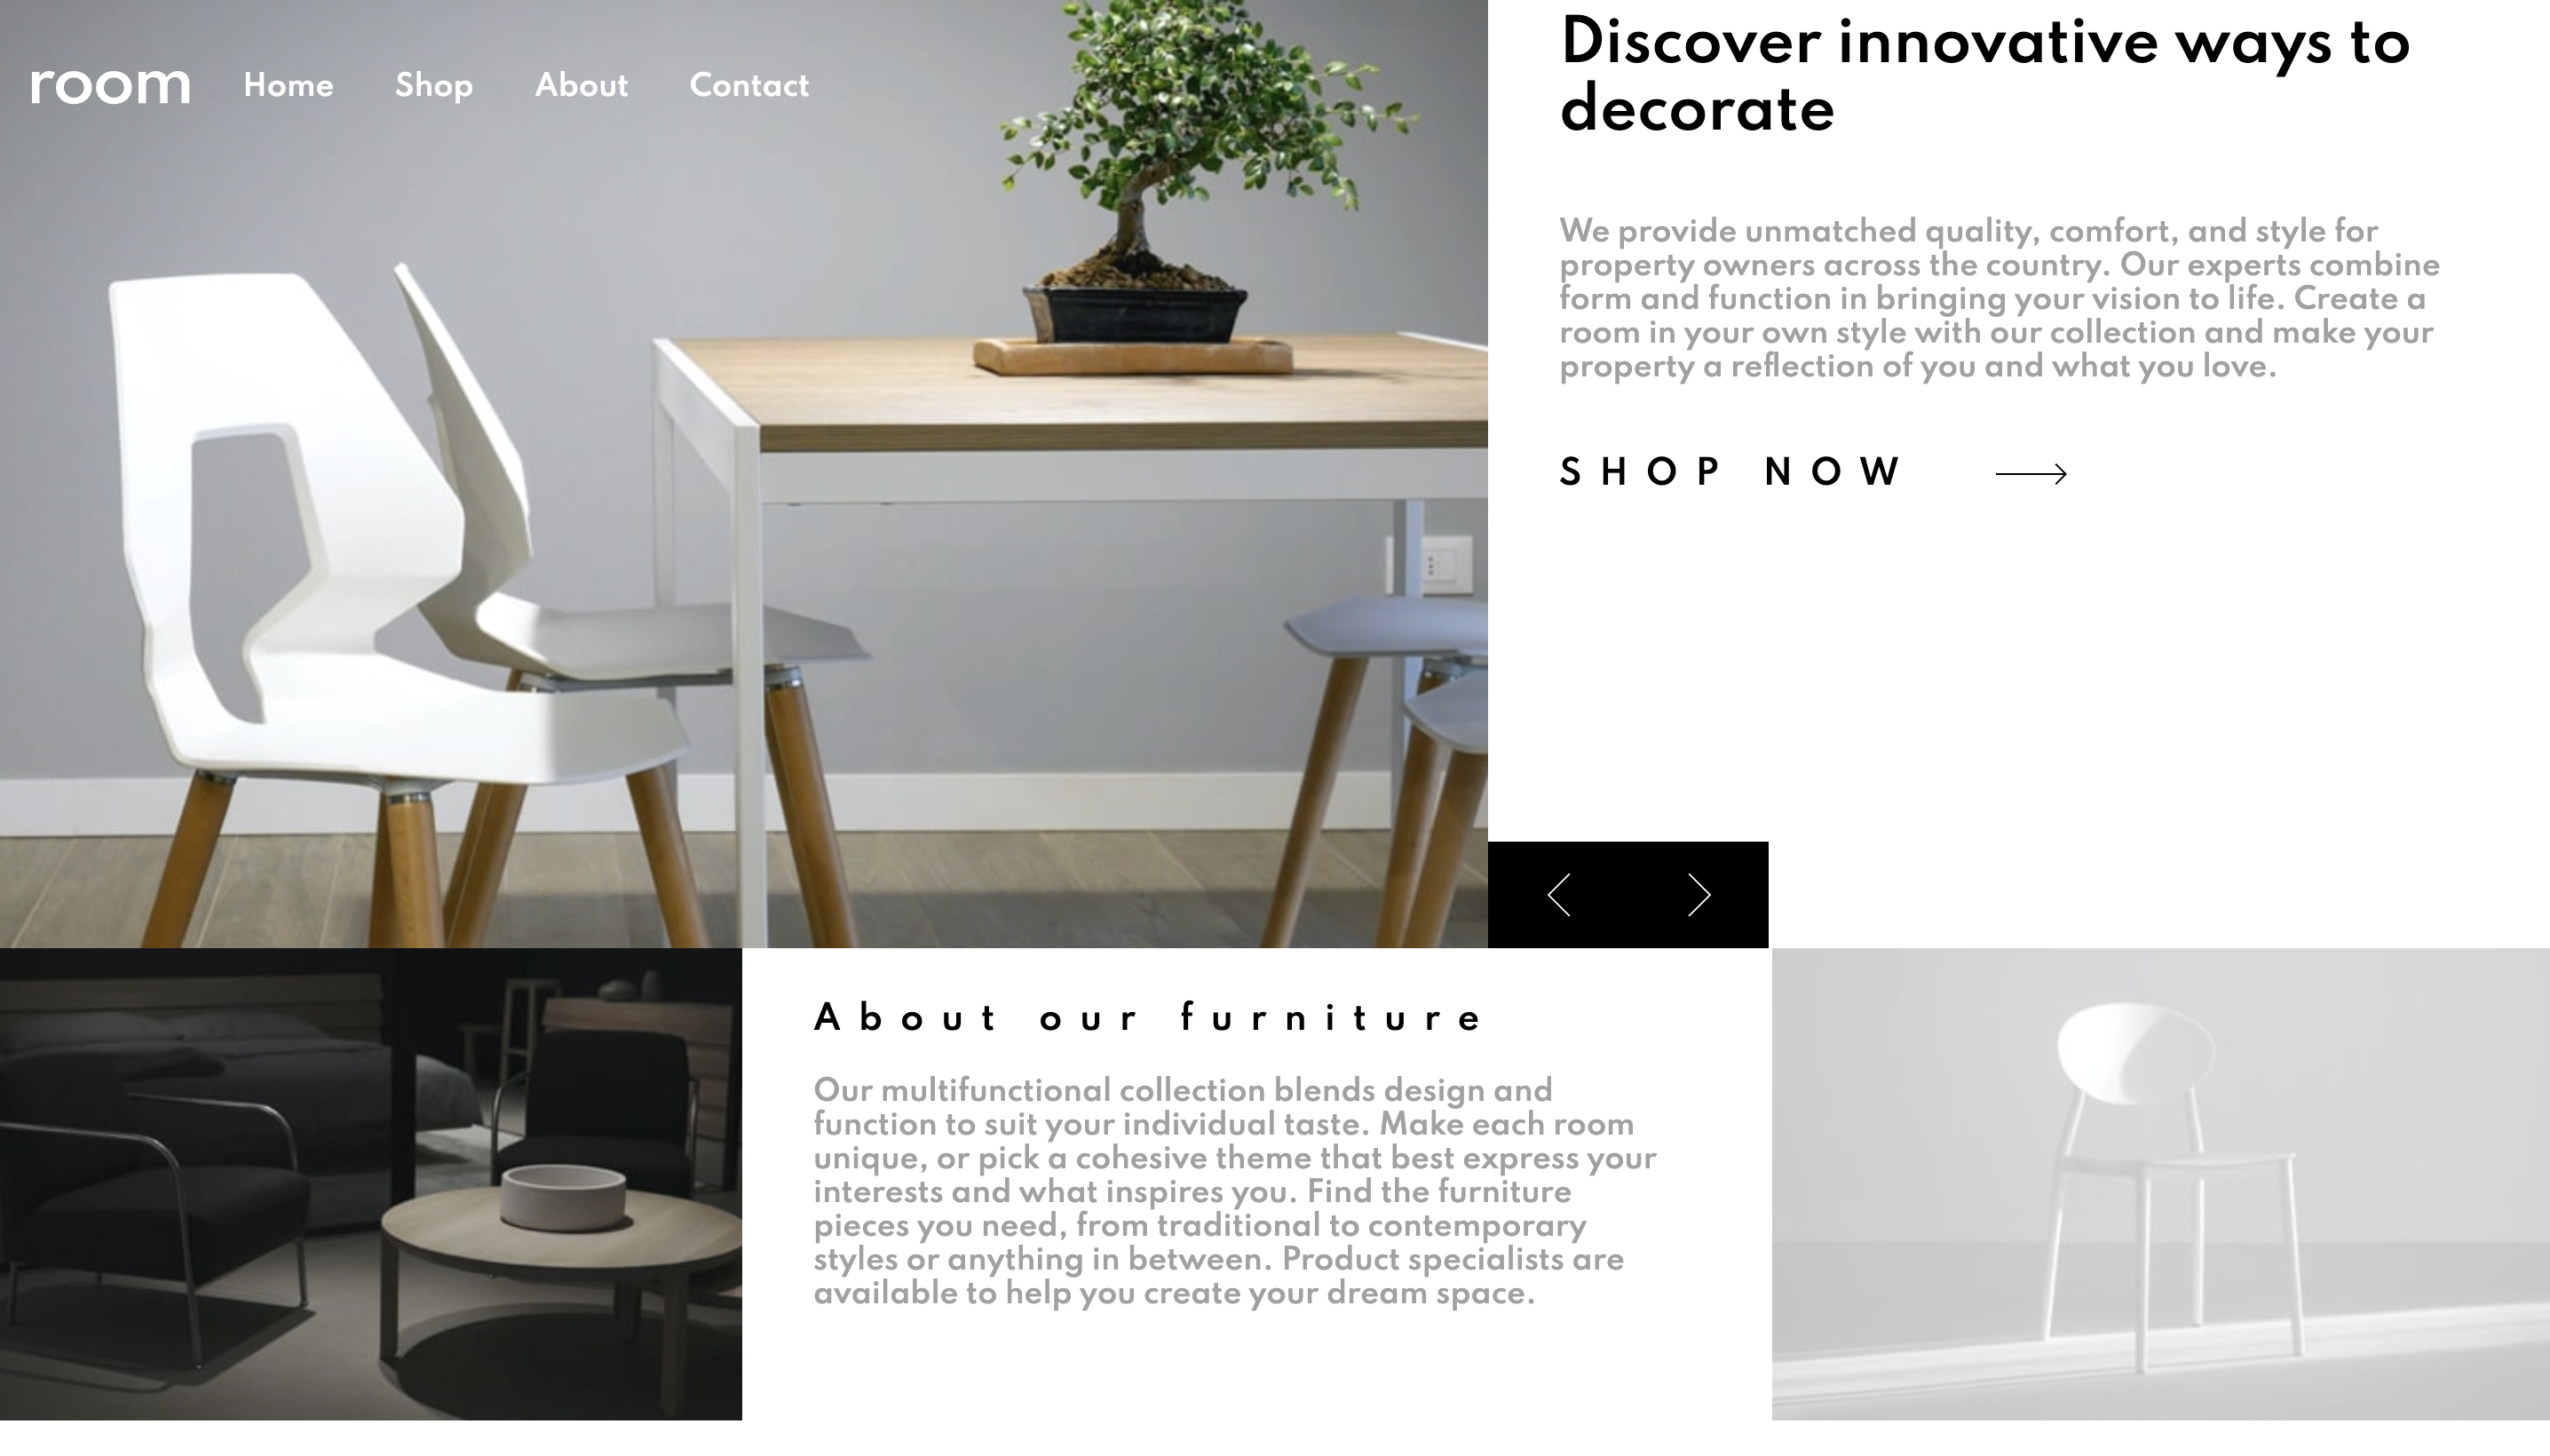 room
Home
Shop
About
Contact
Discover innovative ways to
decorate
We provide unmatched quality, comfort, and style for
property owners across the country. Our experts combine
form and function in bringing your vision to life. Create a
room in your own style with our collection and make your
property a reflection of you and what you love.
SHOP NOW
About our furniture
Our multifunctional collection blends design and
function to suit your individual taste. Make each room
unique, or pick a cohesive theme that best express your
interests and what inspires you. Find the furniture
pieces you need, from traditional to contemporary
styles or anything in between. Product specialists are
available to help you create your dream space.